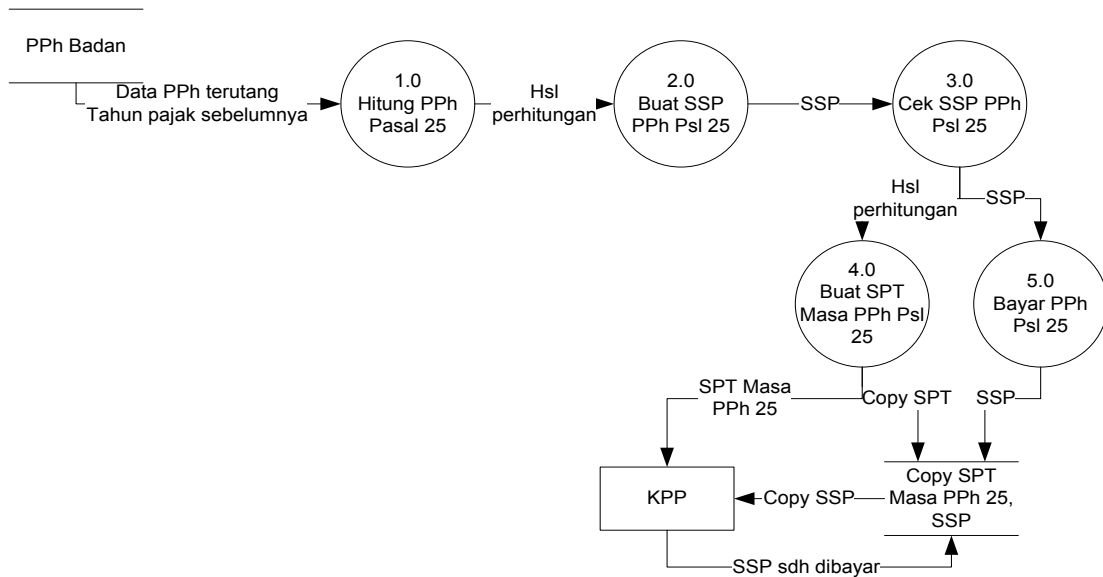 PPh Badan
Data PPh terutang
Tahun pajak sebelumnya
1.0
Hitung PPh
Pasal 25
Hsl
perhitungan
2.0
Buat SSP
PPh Psl 25
SSP
3.0
Cek SSP PPh
Psl 25
Hsl
perhitungan
SSP
4.0
Buat SPT
Masa PPh Psl
25
5.0
Bayar PPh
Psl 25
SPT Masa
PPh 25
Copy SPT
SSP
KPP
Copy SSP
Copy SPT
Masa PPh 25,
SSP
SSP sdh dibayar